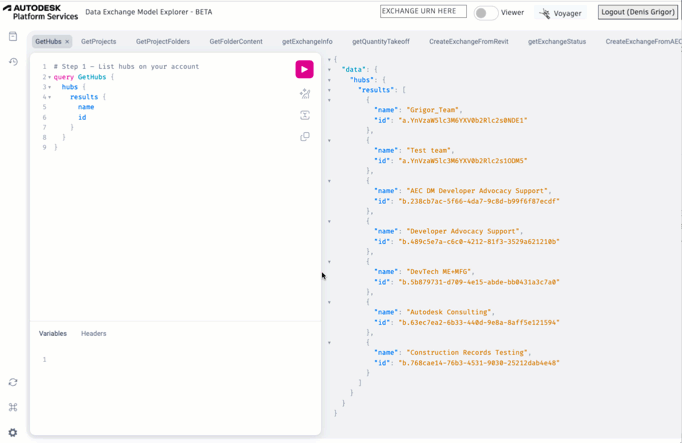 AUTODESK
Platform Services
Data Exchange Model Explorer - BETA
EXCHANGE URN HERE
Viewer
Voyager
Logout (Denis Grigor)
GetHubs ×
GetProjects
GetProjectFolders
GetFolderContent
getExchangeInfo
getQuantityTakeoff
CreateExchangeFromRevit
getExchangeStatus
CreateExchangeFromAEC
1 # Step 1 – List hubs on your account
2 query GetHubs {
3 hubs {
4 results {
5 name
6 id
7 }
8 }
9 }
Variables
Headers
1
{
"data": {
"hubs": {
"results": [
{
"name": "Grigor_Team",
"id": "a.YnVzaW5lc3M6YXV0b2Rlc2s0NDE1"
},
{
"name": "Test team",
"id": "a.YnVzaW5lc3M6YXV0b2Rlc2s1ODM5"
},
{
"name": "AEC DM Developer Advocacy Support",
"id": "b.238cb7ac-5f66-4da7-9c8d-b99f6f87ecdf"
},
{
"name": "Developer Advocacy Support",
"id": "b.489c5e7a-c6c0-4212-81f3-3529a621210b"
},
{
"name": "DevTech ME+MFG",
"id": "b.5b879731-d709-4e15-abde-bb0431a3c7a0"
},
{
"name": "Autodesk Consulting",
"id": "b.63ec7ea2-6b33-440d-9e8a-8aff5e121594"
},
{
"name": "Construction Records Testing",
"id": "b.768cae14-76b3-4531-9030-25212dab4e48"
}
]
}
}
}